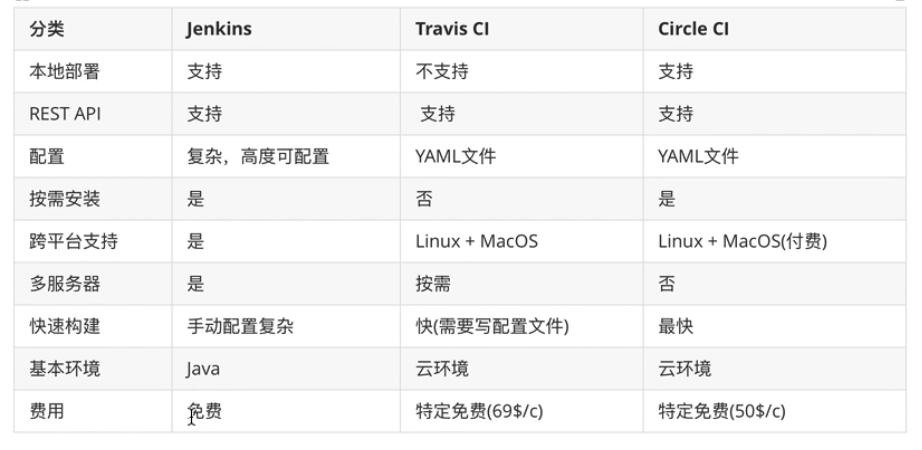 分类 Jenkins Travis CI Circle CI
本地部署 支持 不支持 支持
REST API 支持 支持 支持
配置 复杂，高度可配置 YAML文件 YAML文件
按需安装 是 否 是
跨平台支持 是 Linux + MacOS Linux + MacOS(付费)
多服务器 是 按需 否
快速构建 手动配置复杂 快(需要写配置文件) 最快
基本环境 Java 云环境 云环境
费用 免费 特定免费(69$/c) 特定免费(50$/c)